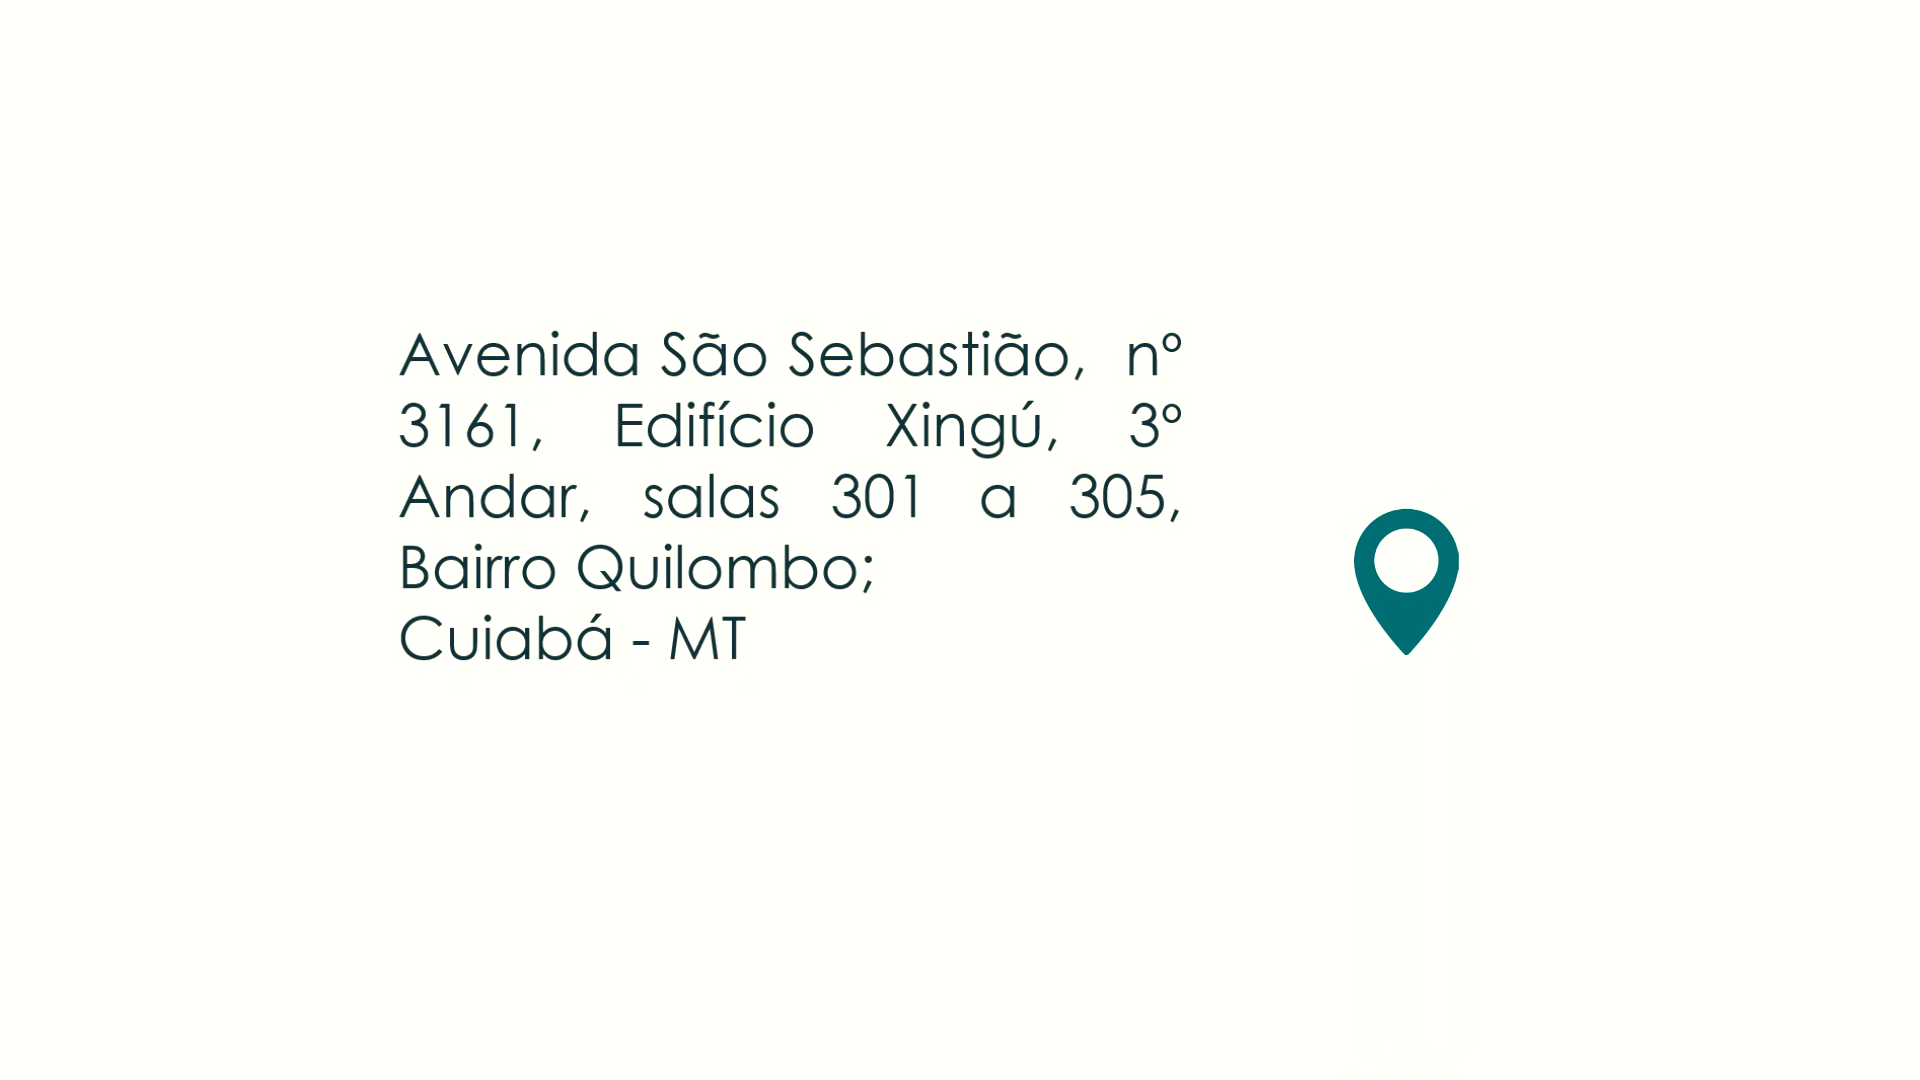 Avenida São Sebastião, nº
3161, Edifício Xingú, 3º
Andar, salas 301 a 305,
Bairro Quilombo;
Cuiabá - MT